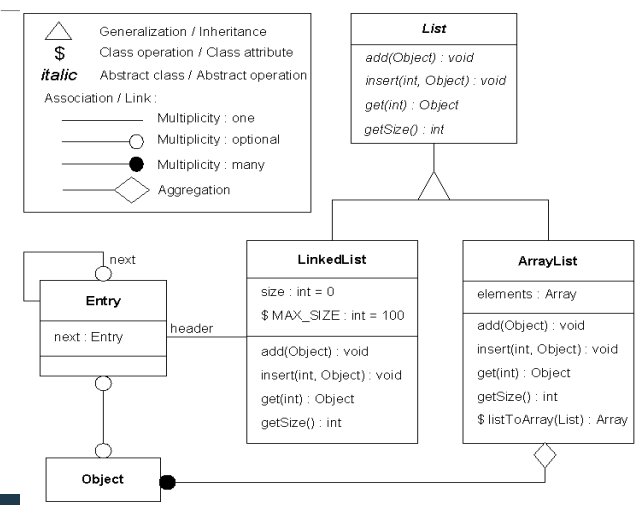 Generalization / Inheritance
$ Class operation / Class attribute
italic Abstract class / Abstract operation
Association / Link :
Multiplicity : one
Multiplicity : optional
Multiplicity : many
Aggregation
List
add(Object) : void
insert(int, Object) : void
get(int) : Object
getSize() : int
next
Entry
next : Entry
header
LinkedList
size : int = 0
$ MAX_SIZE : int = 100
add(Object) : void
insert(int, Object) : void
get(int) : Object
getSize() : int
ArrayList
elements : Array
add(Object) : void
insert(int, Object) : void
get(int) : Object
getSize() : int
$ listToArray(List) : Array
Object